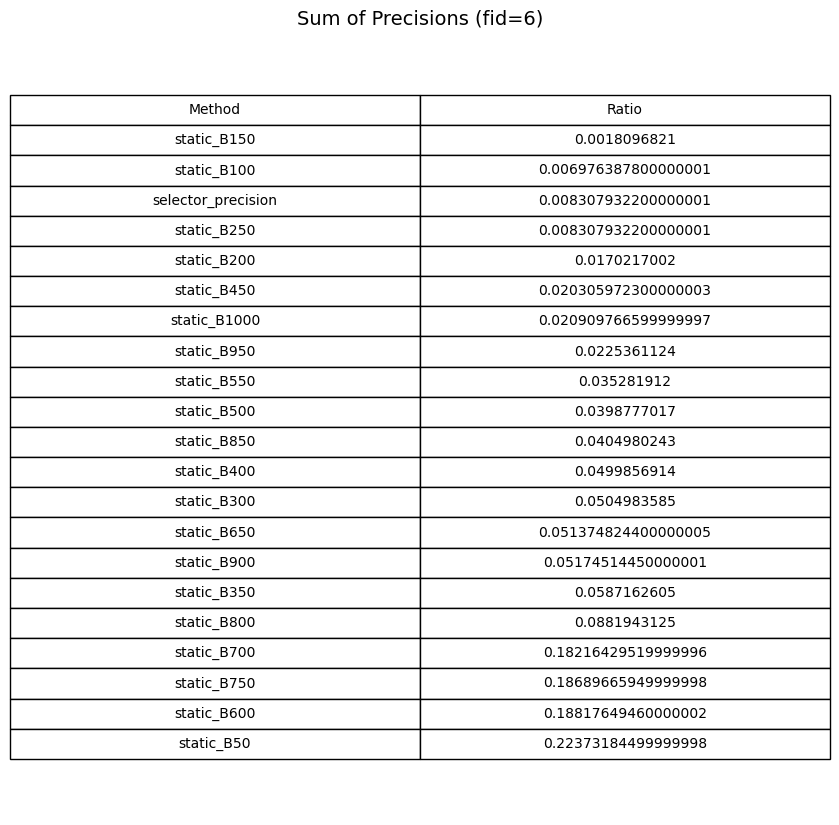 Sum of Precisions (fid=6)
Method Ratio
static_B150 0.0018096821
static_B100 0.006976387800000001
selector_precision 0.008307932200000001
static_B250 0.008307932200000001
static_B200 0.0170217002
static_B450 0.020305972300000003
static_B1000 0.020909766599999997
static_B950 0.0225361124
static_B550 0.035281912
static_B500 0.0398777017
static_B850 0.0404980243
static_B400 0.0499856914
static_B300 0.0504983585
static_B650 0.051374824400000005
static_B900 0.05174514450000001
static_B350 0.0587162605
static_B800 0.0881943125
static_B700 0.18216429519999996
static_B750 0.18689665949999998
static_B600 0.18817649460000002
static_B50 0.22373184499999998